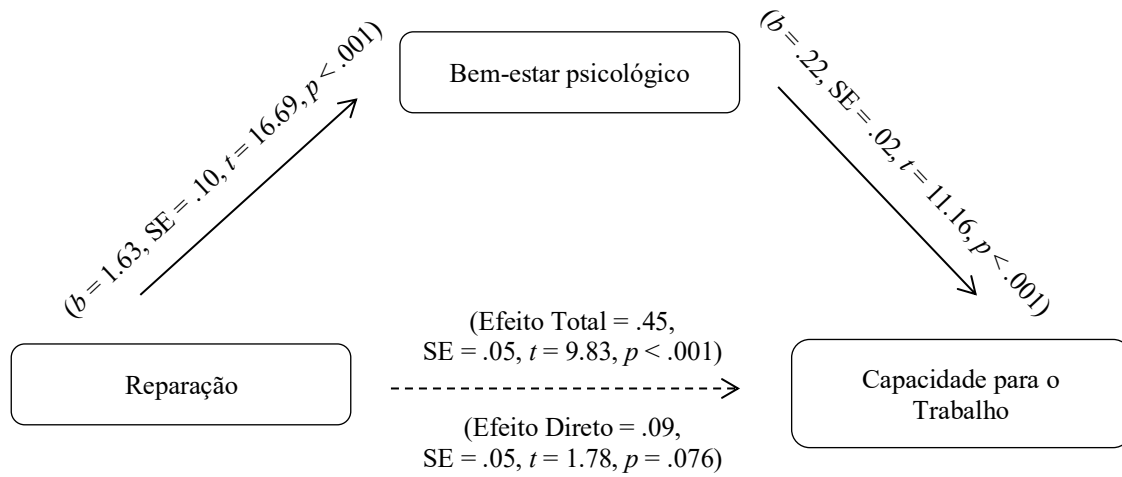 (b = 1.63, SE = .10, t = 16.69, p < .001)
Bem-estar psicológico
(b = .22, SE = .02, t = 11.16, p < .001)
Reparação
(Efeito Total = .45,
SE = .05, t = 9.83, p < .001)
(Efeito Direto = .09,
SE = .05, t = 1.78, p = .076)
Capacidade para o
Trabalho